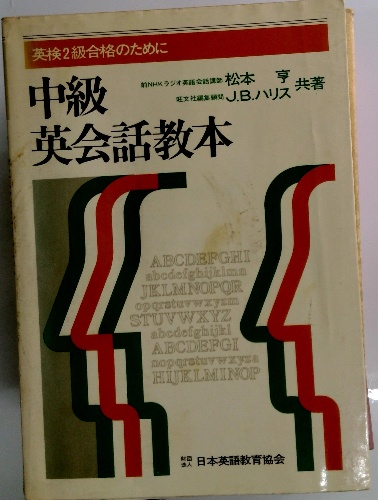 英検2級合格のために
中級
英会話教本
前NHKラジオ英語会話講師 松本 亨
旺文社編集顧問 J.B.ハリス
共著
ABCDEFGHI
abcdefghijklmn
JKLMNOPQR
opqrstuvwxyzm
STUVWXYZ
abcdefghijkl
ABCDEFGI
nopqrstuvwxyza
HIJKLMINOP
財団法人 日本英語教育協会